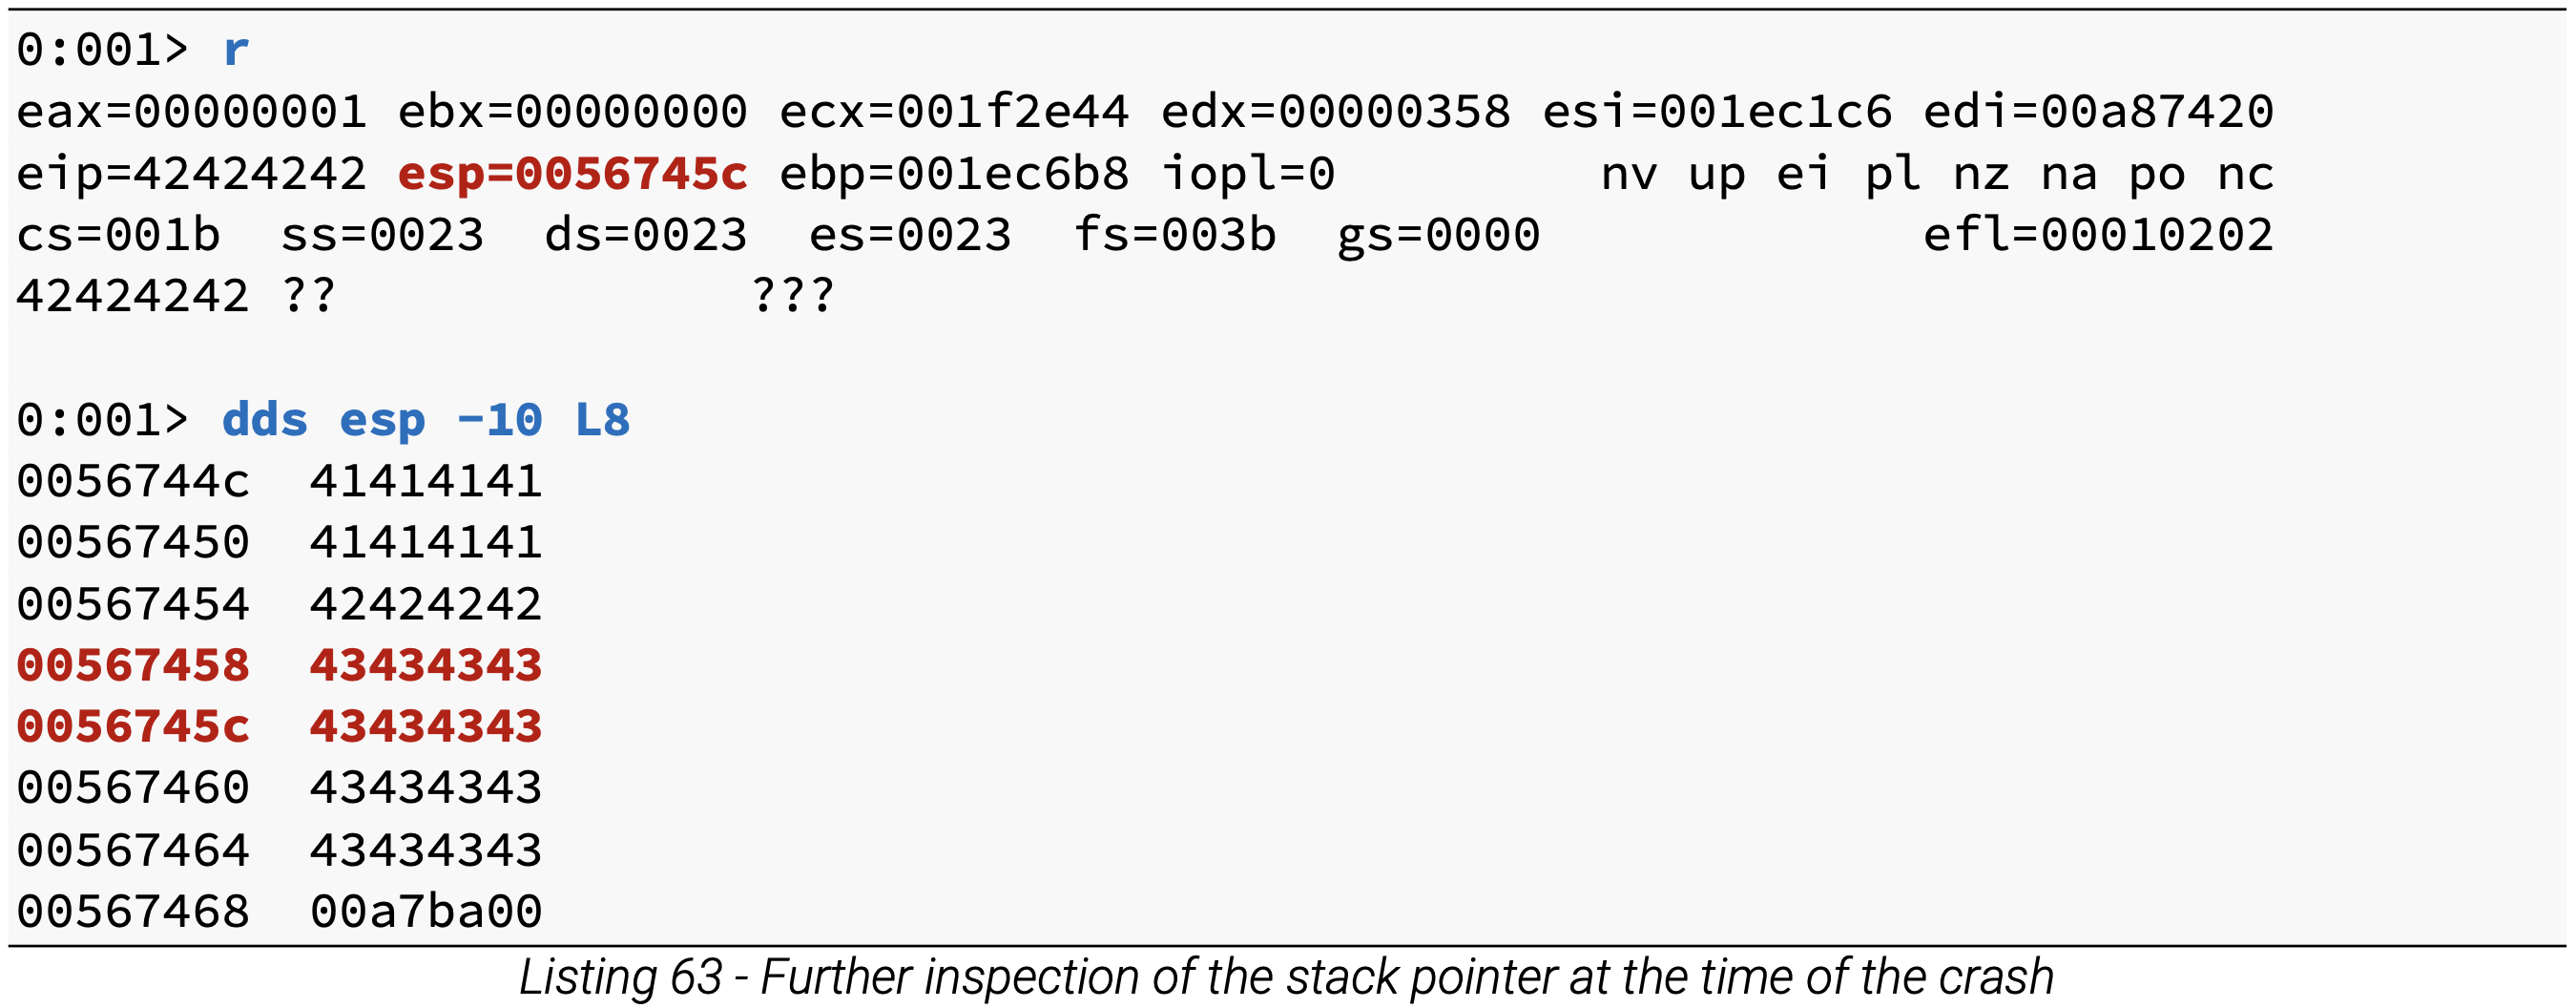 0:001> r
eax=00000001 ebx=00000000 ecx=001f2e44 edx=00000358 esi=001ec1c6 edi=00a87420
eip=42424242 esp=0056745c ebp=001ec6b8 iopl=0         nv up ei pl nz na po nc
cs=001b  ss=0023  ds=0023  es=0023  fs=003b  gs=0000             efl=00010202
42424242 ??              ???
0:001> dds esp -10 L8
0056744c  41414141
00567450  41414141
00567454  42424242
00567458  43434343
0056745c  43434343
00567460  43434343
00567464  43434343
00567468  00a7ba00
Listing 63 - Further inspection of the stack pointer at the time of the crash